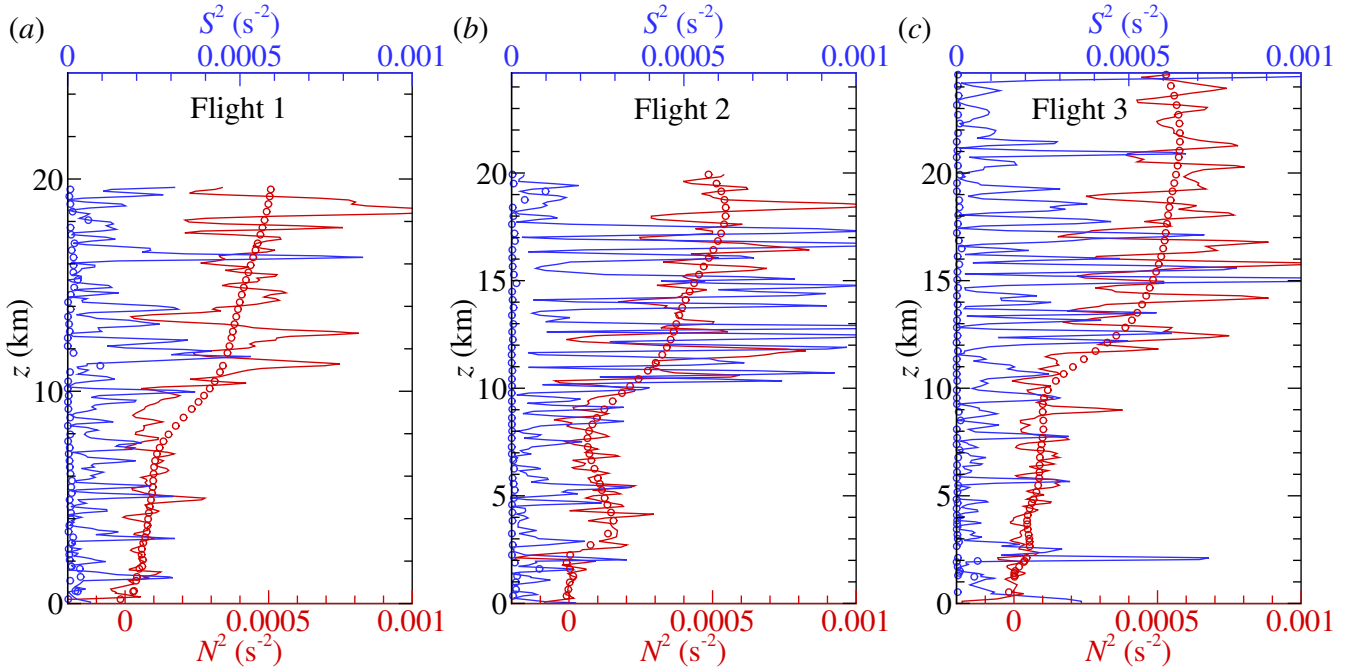 (a)
S² (s⁻²)
0 0.0005 0.001
Flight 1
z (km)
20
10
0
0 0.0005 0.001
N² (s⁻²)
(b)
S² (s⁻²)
0 0.0005 0.001
Flight 2
z (km)
20
15
10
5
0
0 0.0005 0.001
N² (s⁻²)
(c)
S² (s⁻²)
0 0.0005 0.001
Flight 3
z (km)
20
15
10
5
0
0 0.0005 0.001
N² (s⁻²)